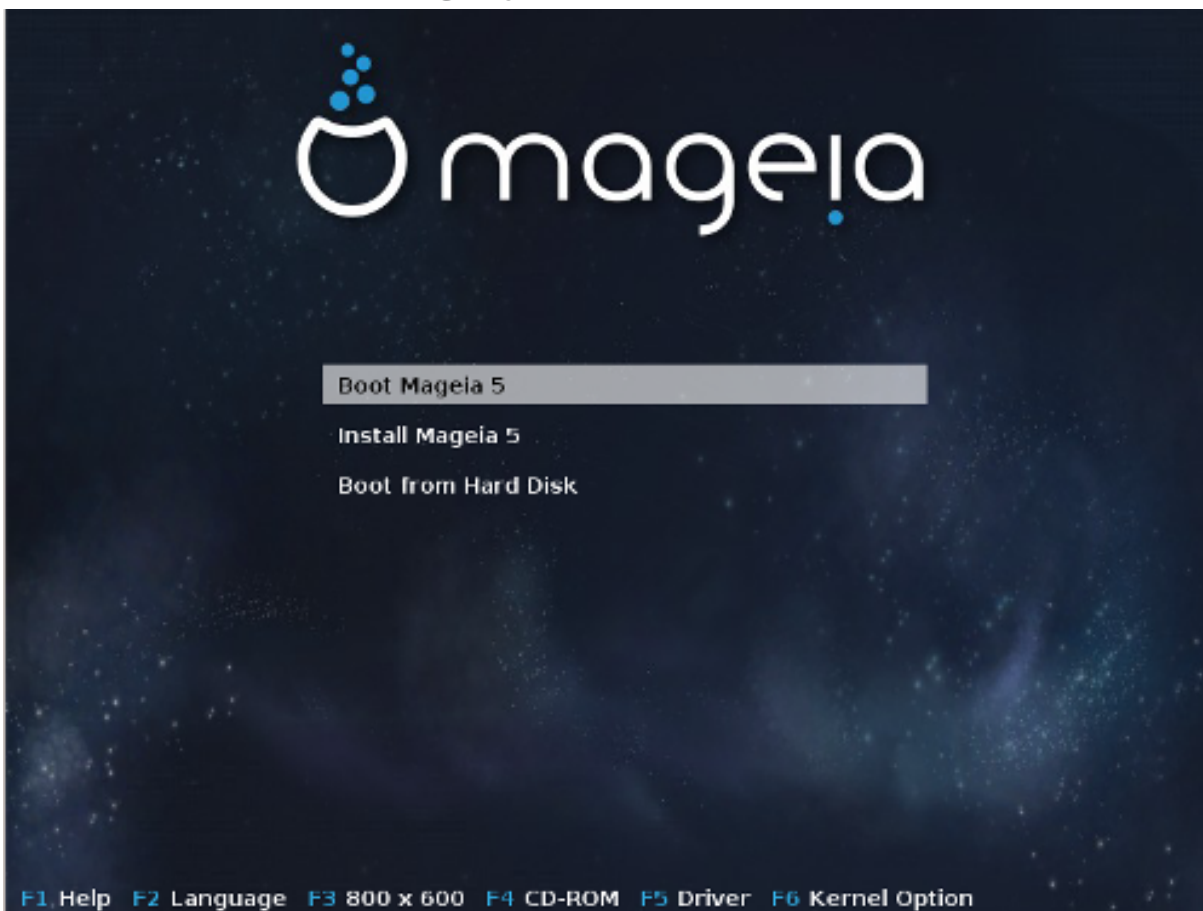 mageia
Boot Mageia 5
Install Mageia 5
Boot from Hard Disk
F1 Help F2 Language F3 800 x 600 F4 CD-ROM F5 Driver F6 Kernel Option